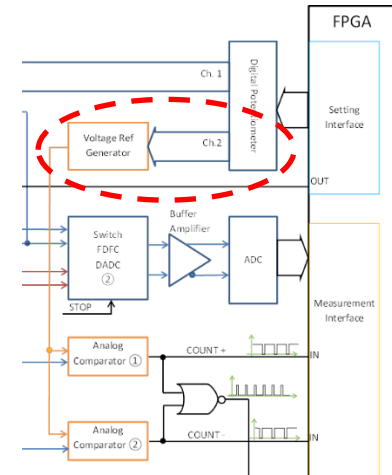 FPGA
Ch. 1
Digital Potentiometer
Setting
Interface
Voltage Ref
Generator
Ch.2
OUT
Buffer
Amplifier
Switch
FDFC
DADC
②
ADC
STOP
Measurement
Interface
Analog
Comparator ①
COUNT +
IN
Analog
Comparator ②
COUNT -
IN